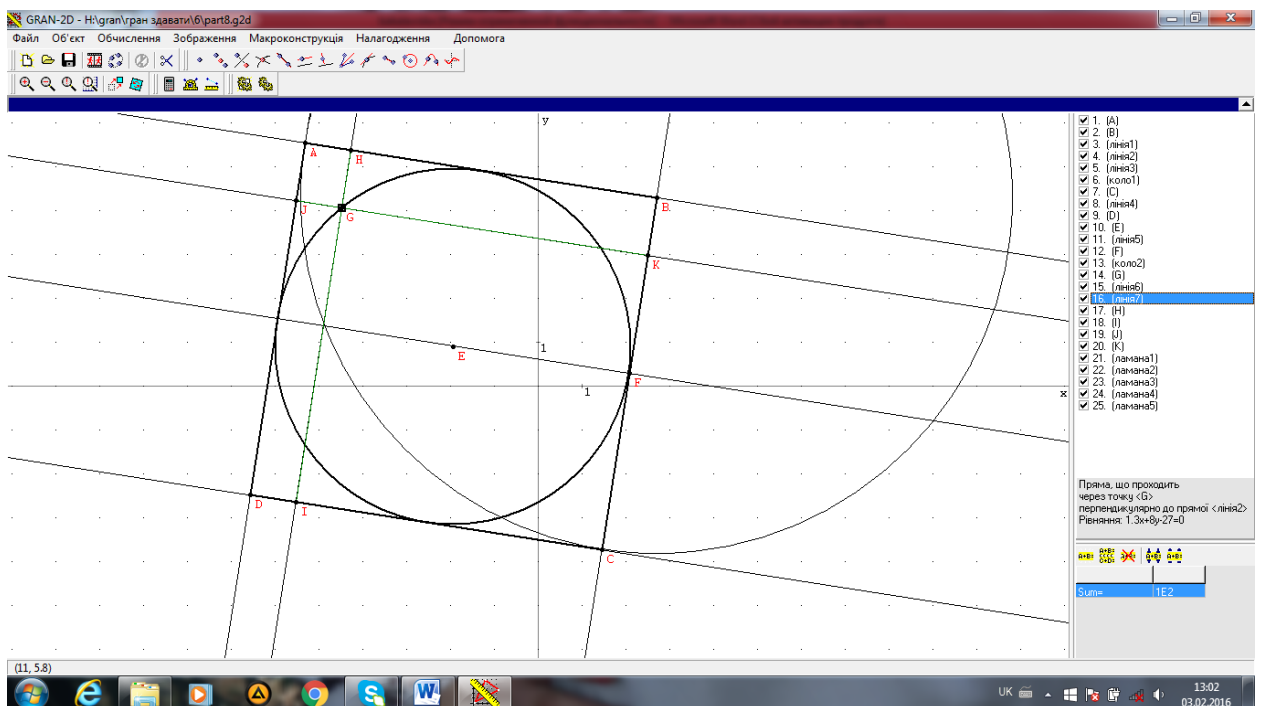 GRAN-2D - H:\gran\гран здавати\6\part8.g2d
Файл Об'єкт Обчислення Зображення Макроконструкція Налагодження Допомога
y
A
H
J
G
B
K
E
1
F
1
x
D
I
C
1. (A)
2. (B)
3. (лінія1)
4. (лінія2)
5. (лінія3)
6. (коло1)
7. (C)
8. (лінія4)
9. (D)
10. (E)
11. (лінія5)
12. (F)
13. (коло2)
14. (G)
15. (лінія6)
16. (лінія7)
17. (H)
18. (I)
19. (J)
20. (K)
21. (ламана1)
22. (ламана2)
23. (ламана3)
24. (ламана4)
25. (ламана5)
Пряма, що проходить
через точку <G>
перпендикулярно до прямої <лінія2>
Рівняння: 1.3x+8y-27=0
Sum= 1E2
(11, 5.8)
UK 13:02
03.02.2016